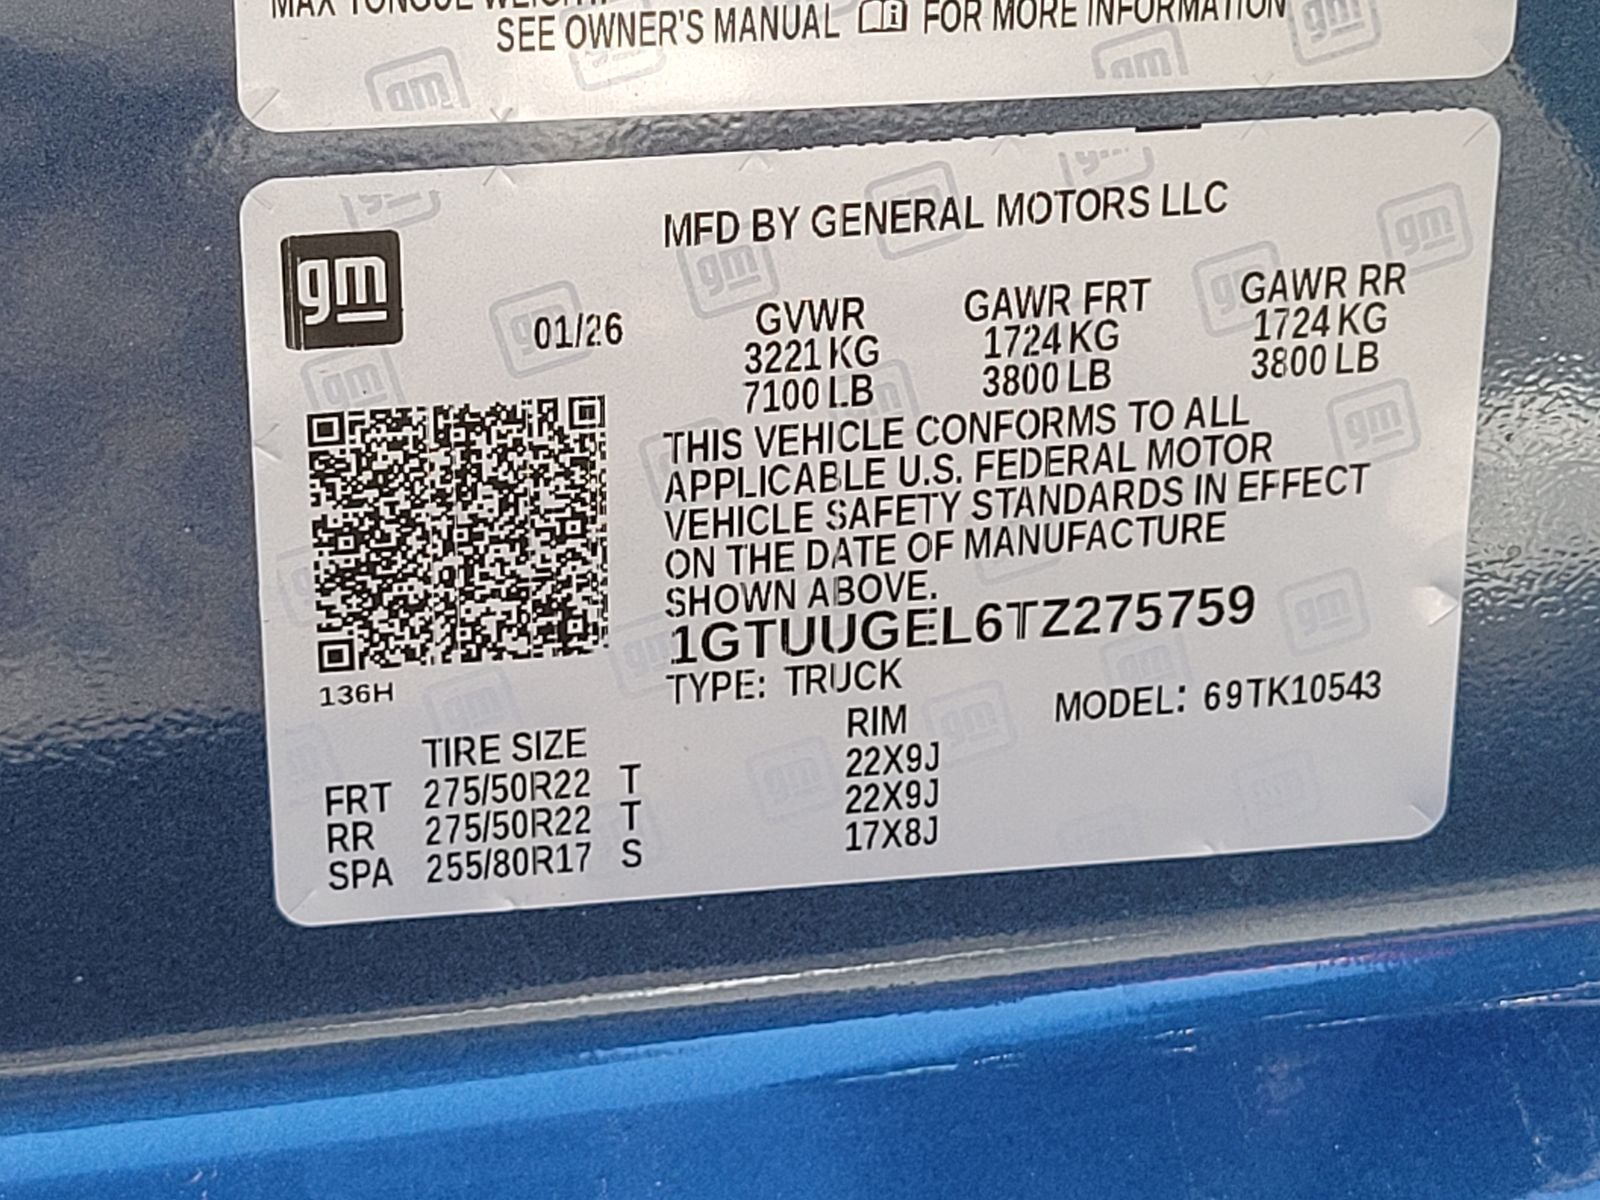 MAX TONGUE WEIGHT:
SEE OWNER'S MANUAL FOR MORE INFORMATION
MFD BY GENERAL MOTORS LLC
gm
01/26
GVWR GAWR FRT GAWR RR
3221 KG 1724 KG 1724 KG
7100 LB 3800 LB 3800 LB
THIS VEHICLE CONFORMS TO ALL
APPLICABLE U.S. FEDERAL MOTOR
VEHICLE SAFETY STANDARDS IN EFFECT
ON THE DATE OF MANUFACTURE
SHOWN ABOVE.
1GTUUGEL6TZ275759
136H
TYPE: TRUCK MODEL: 69TK10543
TIRE SIZE RIM
FRT 275/50R22 T 22X9J
RR 275/50R22 T 22X9J
SPA 255/80R17 S 17X8J